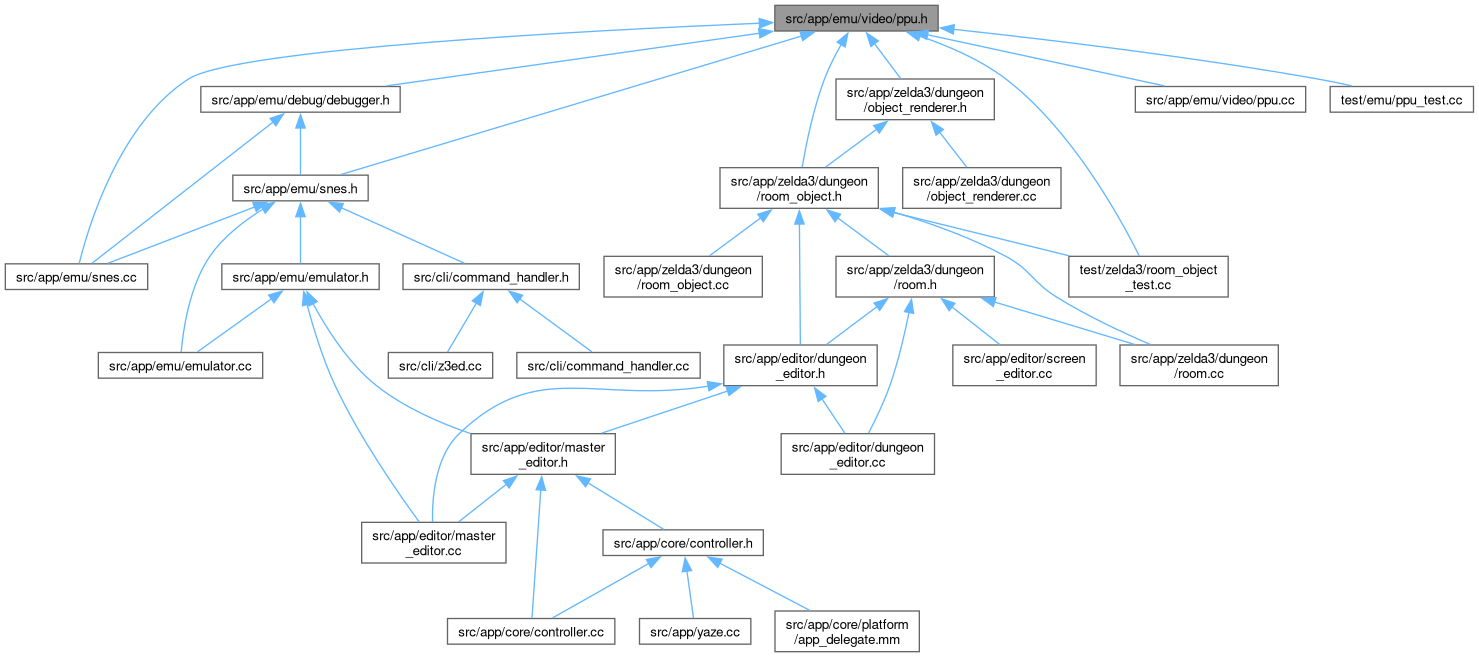 src/app/emu/video/ppu.h
src/app/emu/debug/debugger.h
src/app/zelda3/dungeon
/object_renderer.h
src/app/emu/video/ppu.cc
test/emu/ppu_test.cc
src/app/emu/snes.h
src/app/zelda3/dungeon
/room_object.h
src/app/zelda3/dungeon
/object_renderer.cc
src/app/emu/snes.cc
src/app/emu/emulator.h
src/cli/command_handler.h
src/app/zelda3/dungeon
/room_object.cc
src/app/zelda3/dungeon
/room.h
test/zelda3/room_object
_test.cc
src/app/emu/emulator.cc
src/cli/z3ed.cc
src/cli/command_handler.cc
src/app/editor/dungeon
_editor.h
src/app/editor/screen
_editor.cc
src/app/zelda3/dungeon
/room.cc
src/app/editor/master
_editor.h
src/app/editor/dungeon
_editor.cc
src/app/editor/master
_editor.cc
src/app/core/controller.h
src/app/core/controller.cc
src/app/yaze.cc
src/app/core/platform
/app_delegate.mm